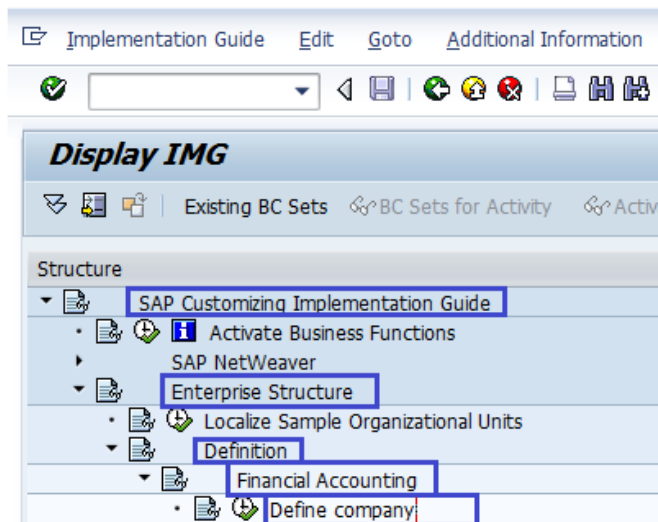 Implementation Guide Edit Goto Additional Information
Display IMG
Existing BC Sets BC Sets for Activity Activ
Structure
SAP Customizing Implementation Guide
Activate Business Functions
SAP NetWeaver
Enterprise Structure
Localize Sample Organizational Units
Definition
Financial Accounting
Define company